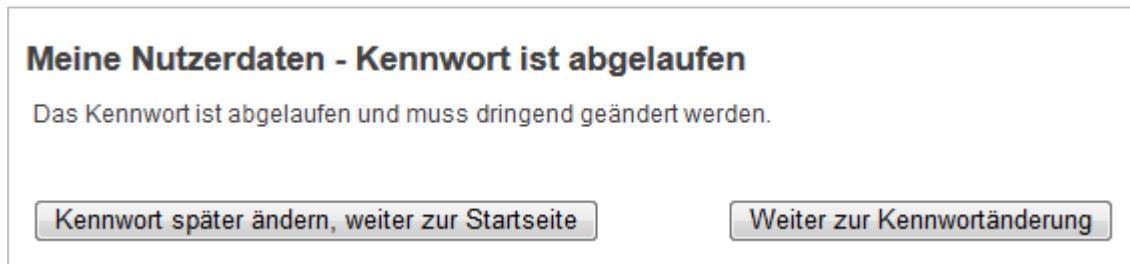 Meine Nutzerdaten - Kennwort ist abgelaufen
Das Kennwort ist abgelaufen und muss dringend geändert werden.
Kennwort später ändern, weiter zur Startseite
Weiter zur Kennwortänderung